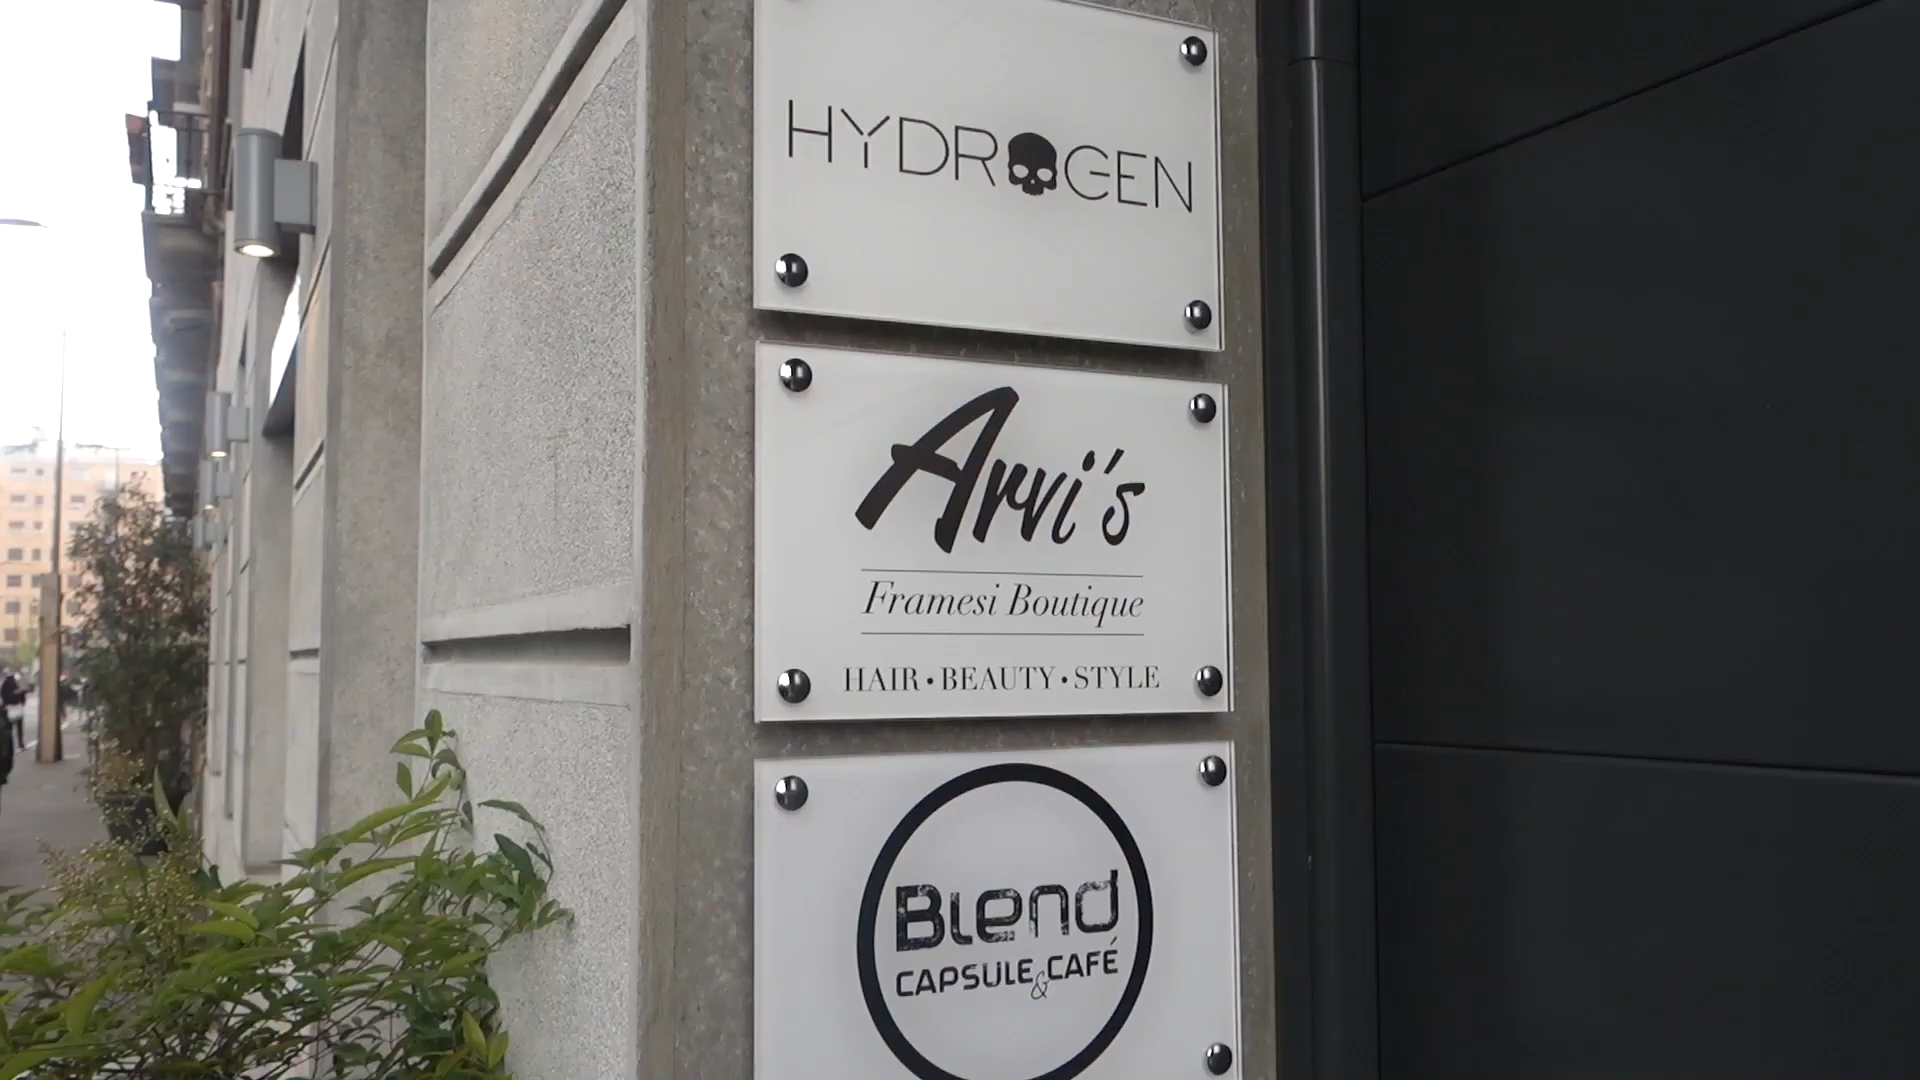 HYDROGEN
Arvi's
Framesi Boutique
HAIR • BEAUTY • STYLE
Blend
CAPSULE & CAFÉ